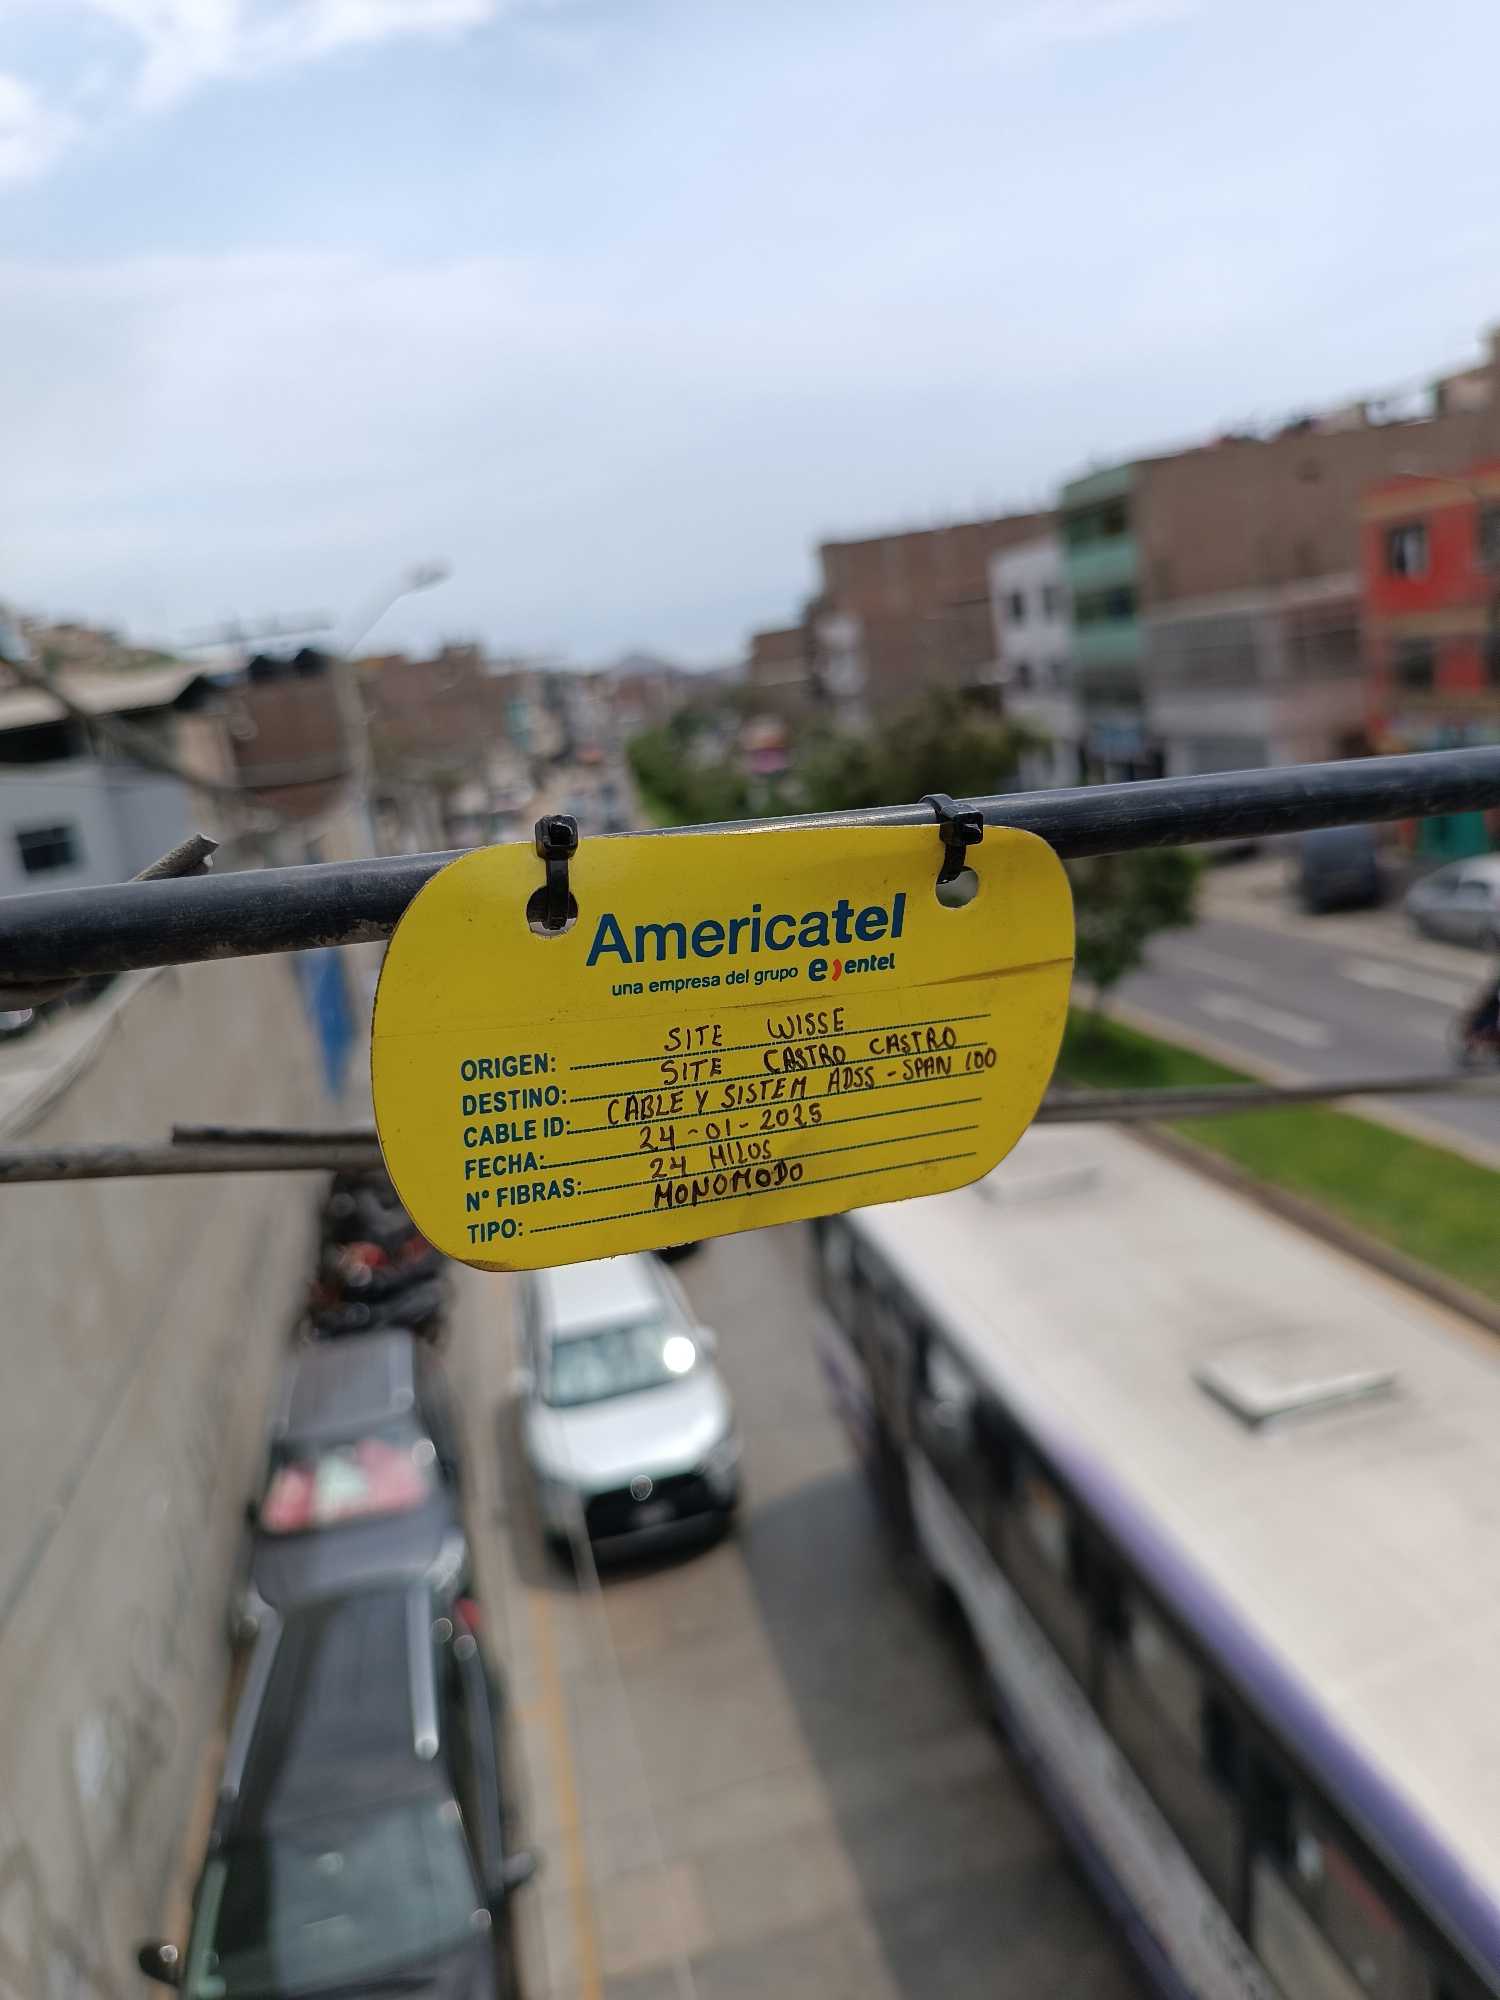 Americatel
una empresa del grupo e) entel
ORIGEN: SITE WISSE
DESTINO: SITE CASTRO CASTRO
CABLE ID: CABLE Y SISTEM ADSS - SPAN 100
FECHA: 24-01-2025
N° FIBRAS: 24 HILOS
TIPO: MONOMODO